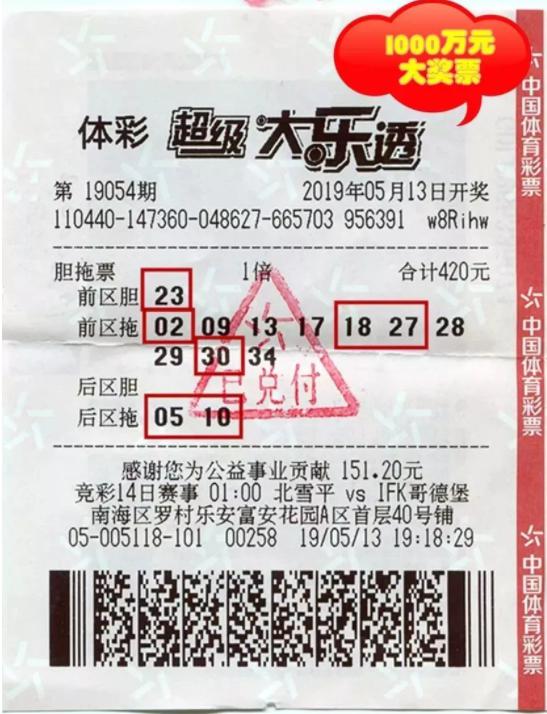 1000万元
大奖票
体彩 超级大乐透
第 19054期 2019年05月13日开奖
110440-147360-048627-665703 956391 w8Rihw
胆拖票 1倍 合计420元
前区胆 23
前区拖 02 09 13 17 18 27 28
29 30 34
后区胆
后区拖 05 10
已兑付
感谢您为公益事业贡献 151.20元
竞彩14日赛事 01:00 北雪平 vs IFK哥德堡
南海区罗村乐安富安花园A区首层40号铺
05-005118-101 00258 19/05/13 19:18:29
中国体育彩票
中国体育彩票
中国体育彩票